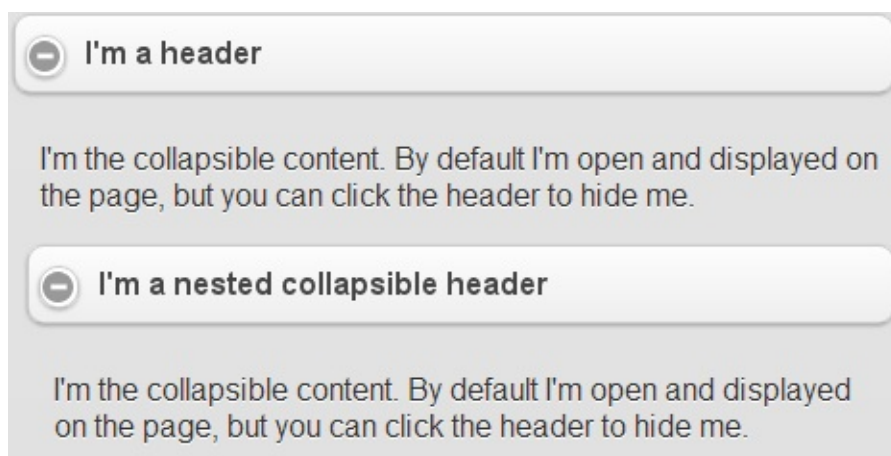 I'm a header
I'm the collapsible content. By default I'm open and displayed on
the page, but you can click the header to hide me.
I'm a nested collapsible header
I'm the collapsible content. By default I'm open and displayed
on the page, but you can click the header to hide me.